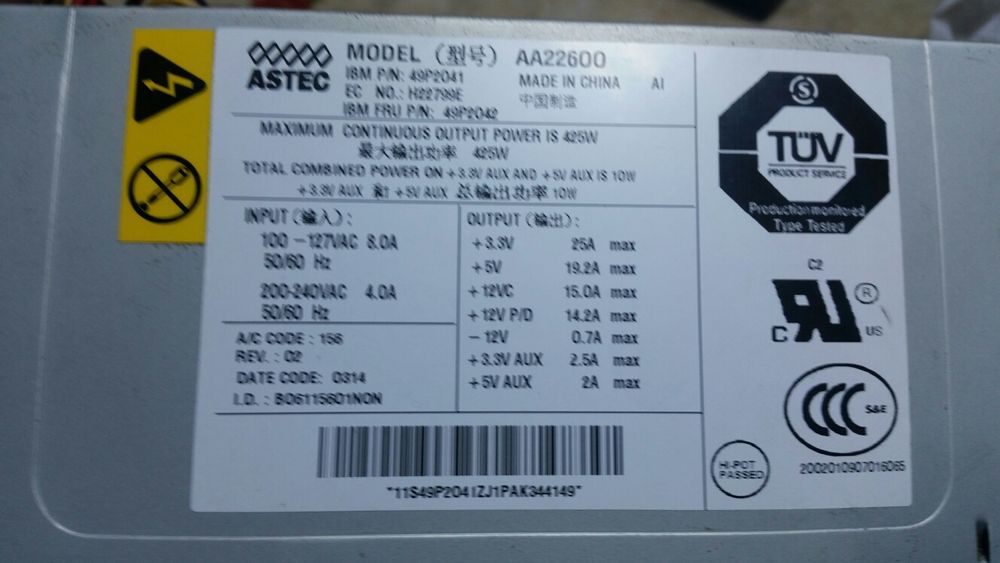 ASTEC
MODEL (型号) AA22600
IBM P/N: 49P2041
EC NO.: H22799E
IBM FRU P/N: 49P2042
MADE IN CHINA A1
中国制造
MAXIMUM CONTINUOUS OUTPUT POWER IS 425W
最大输出功率 425W
TOTAL COMBINED POWER ON +3.3V AUX AND +5V AUX IS 10W
+3.3V AUX 和 +5V AUX 总输出功率 10W
INPUT (输入):
100-127VAC 8.0A
50/60 Hz
200-240VAC 4.0A
50/60 Hz
A/C CODE: 156
REV.: 02
DATE CODE: 0314
I.D.: B06115601N0N
OUTPUT (输出):
+3.3V 25A max
+5V 19.2A max
+12VC 15.0A max
+12V P/D 14.2A max
-12V 0.7A max
+3.3V AUX 2.5A max
+5V AUX 2A max
*11S49P2041ZJ1PAK344149*
S
TÜV
PRODUCT SERVICE
Production monitored
Type Tested
C2
C RU US ®
CCC S&E
HI-POT
PASSED
2002010907016065